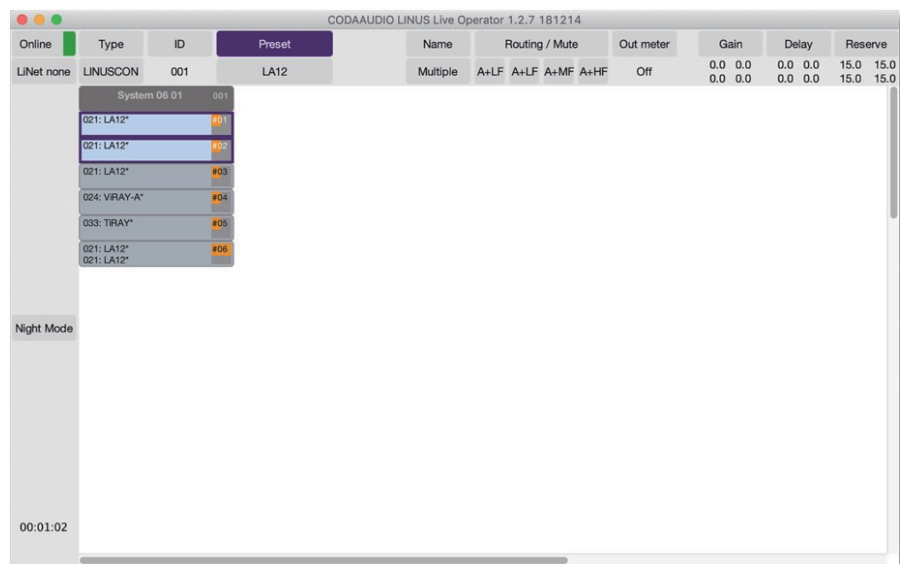 CODAAUDIO LINUS Live Operator 1.2.7 181214
Online Type ID Preset Name Routing / Mute Out meter Gain Delay Reserve
LiNet none LINUSCON 001 LA12 Multiple A+LF A+LF A+MF A+HF Off 0.0 0.0 0.0 0.0 15.0 15.0
0.0 0.0 0.0 0.0 15.0 15.0
System 06 01 001
021: LA12* #01
021: LA12* #02
021: LA12* #03
024: ViRAY-A* #04
033: TiRAY* #05
021: LA12* #06
021: LA12*
Night Mode
00:01:02